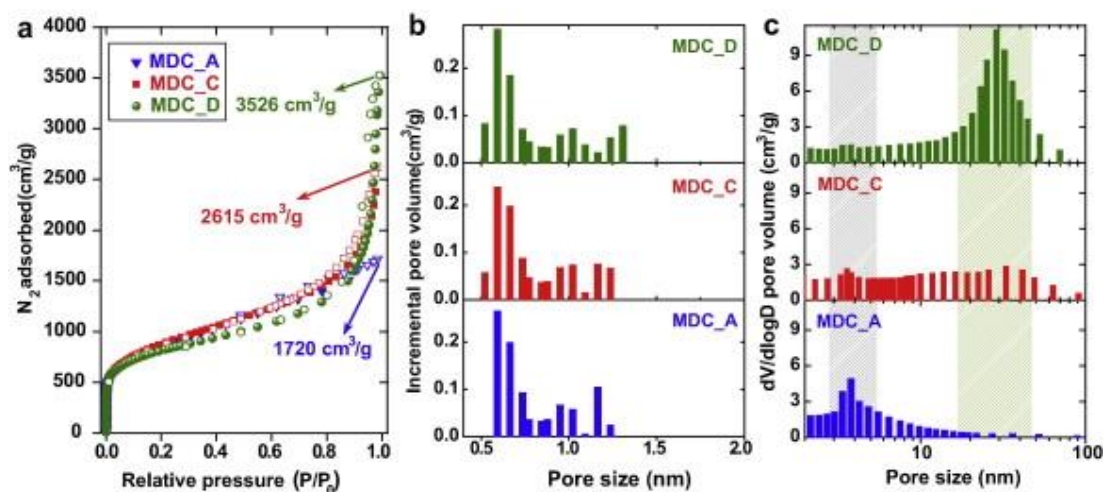 a
N2 adsorbed(cm3/g)
4000
3500
3000
2500
2000
1500
1000
500
0
MDC_A
MDC_C
MDC_D
3526 cm3/g
2615 cm3/g
1720 cm3/g
0.0 0.2 0.4 0.6 0.8 1.0
Relative pressure (P/P0)
b
Incremental pore volume(cm3/g)
MDC_D
0.2
0.1
0.0
MDC_C
0.2
0.1
0.0
MDC_A
0.2
0.1
0.0
0.5 1.0 1.5 2.0
Pore size (nm)
c
dV/dlogD pore volume (cm3/g)
MDC_D
9
6
3
0
MDC_C
9
6
3
0
MDC_A
9
6
3
0
10 100
Pore size (nm)